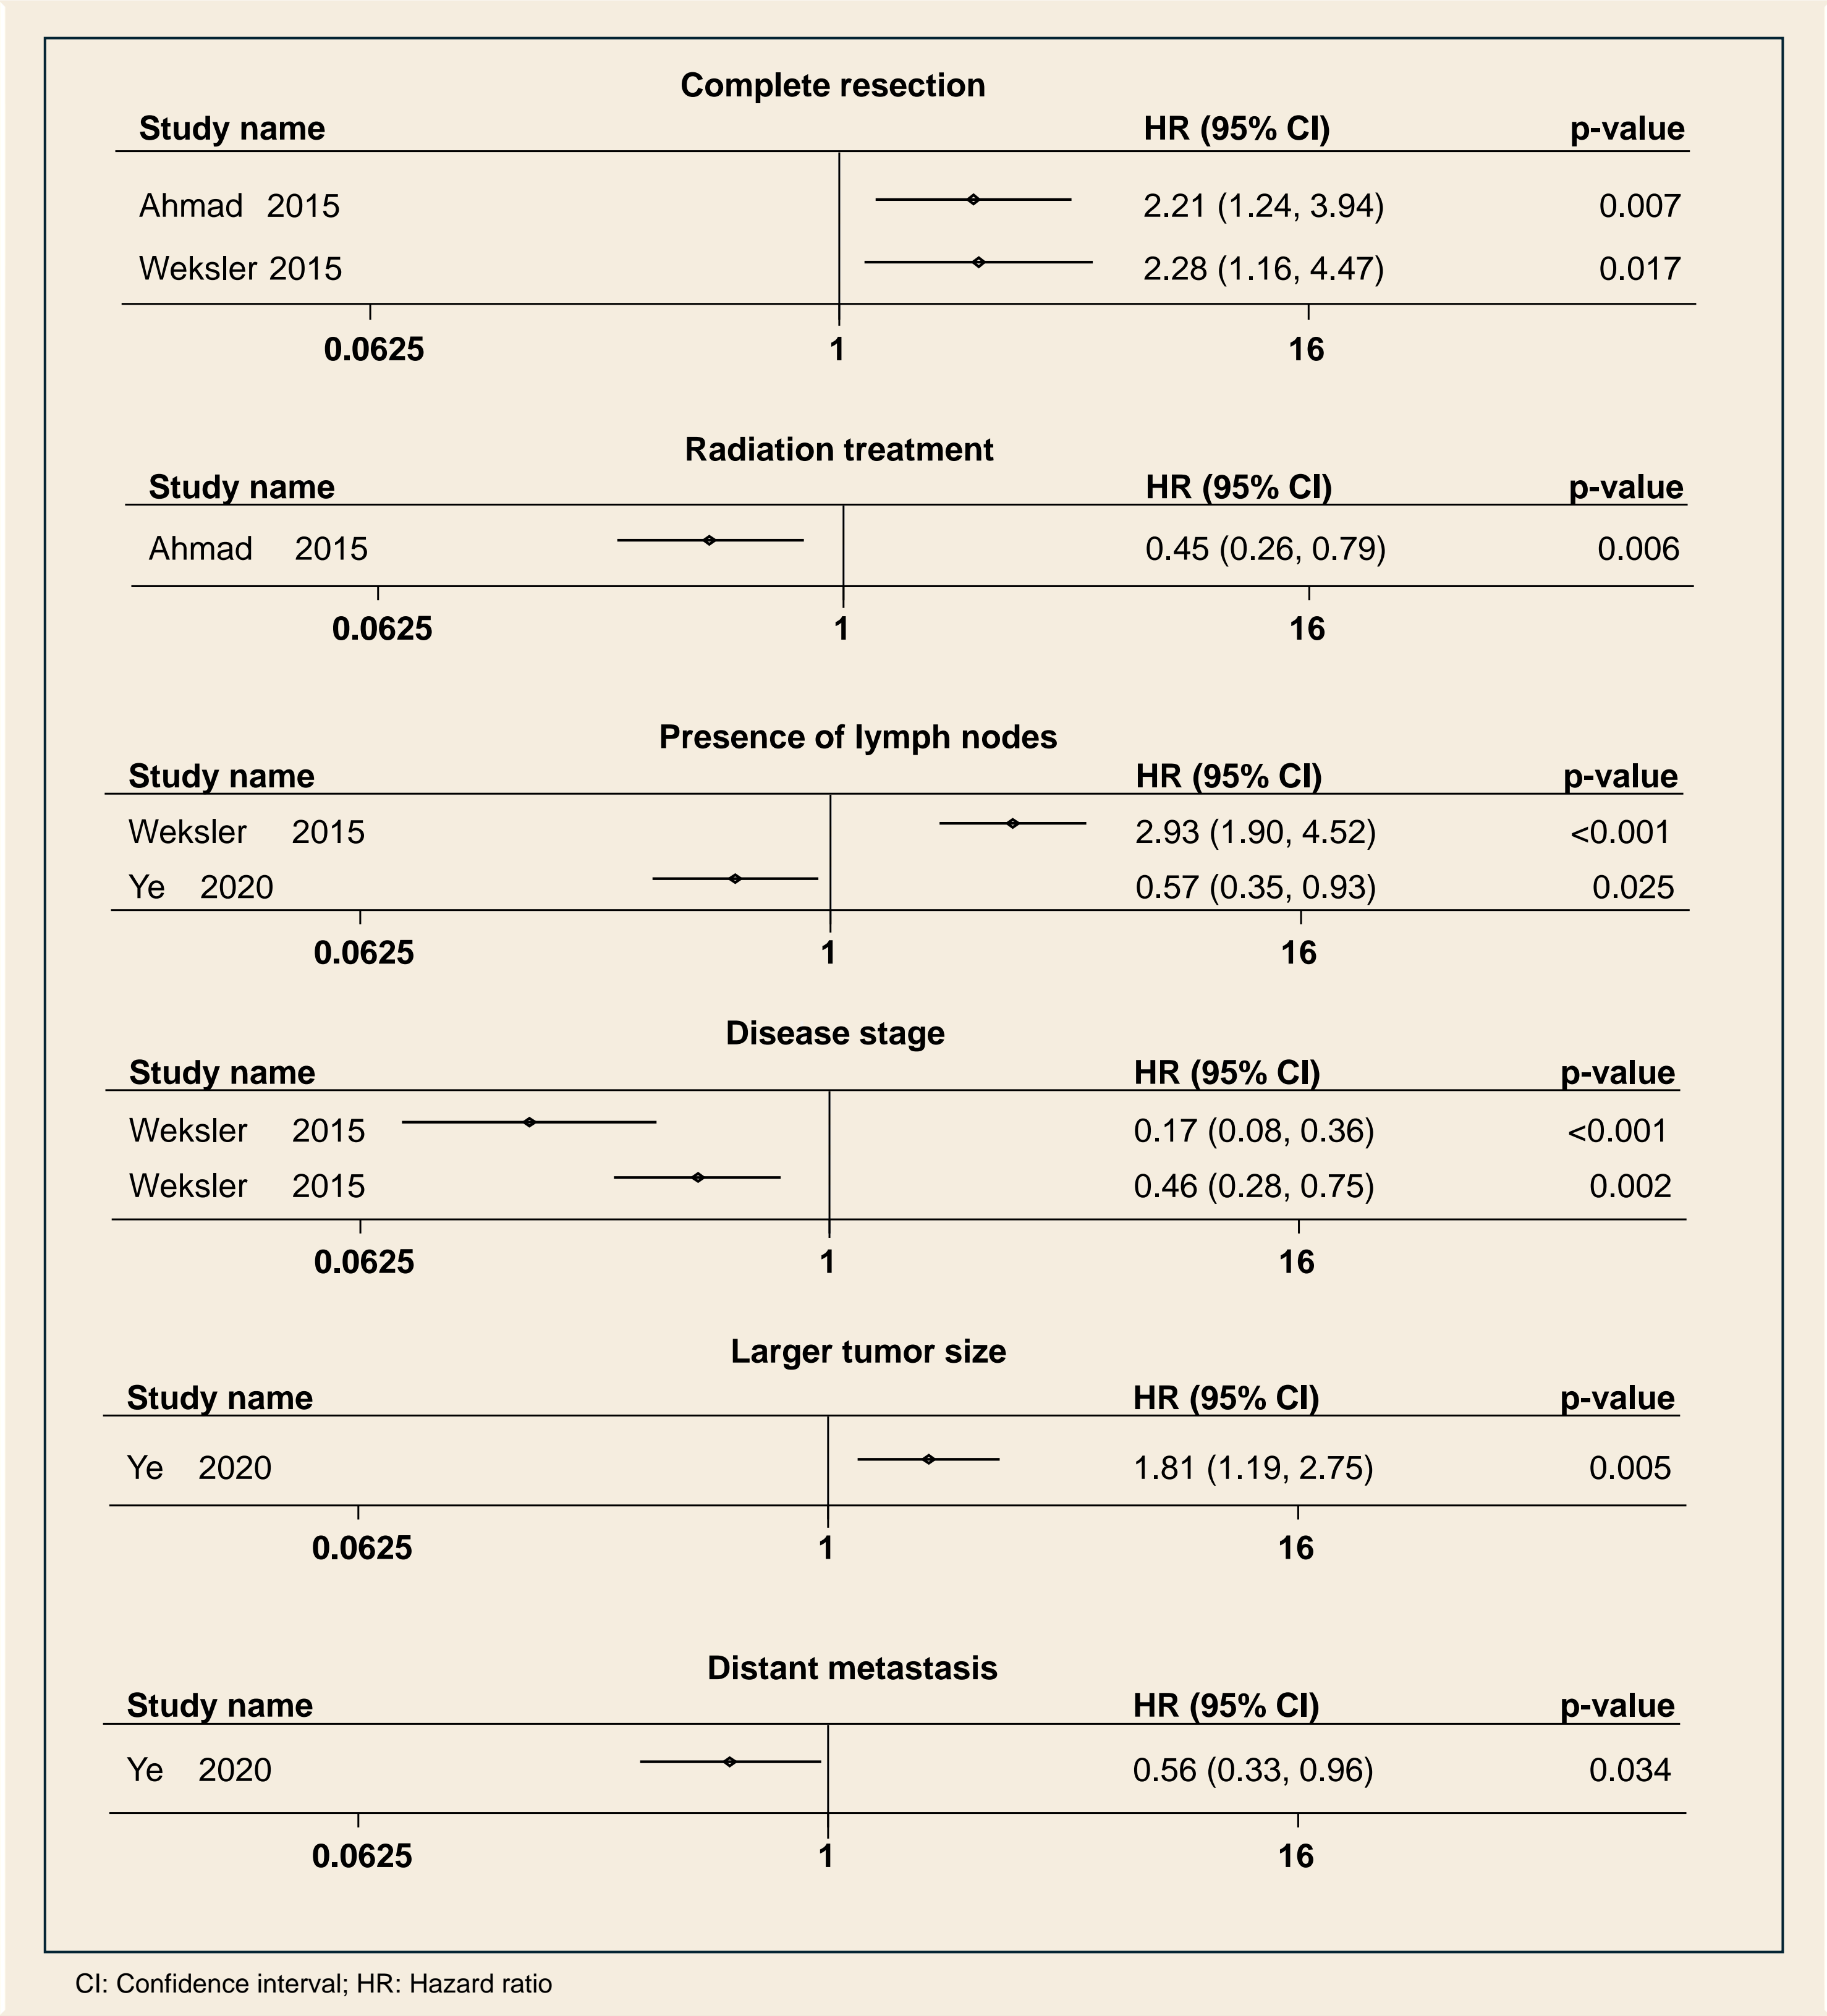 Complete resection
Study name HR (95% CI) p-value
Ahmad 2015 2.21 (1.24, 3.94) 0.007
Weksler 2015 2.28 (1.16, 4.47) 0.017
0.0625 1 16
Radiation treatment
Study name HR (95% CI) p-value
Ahmad 2015 0.45 (0.26, 0.79) 0.006
0.0625 1 16
Presence of lymph nodes
Study name HR (95% CI) p-value
Weksler 2015 2.93 (1.90, 4.52) <0.001
Ye 2020 0.57 (0.35, 0.93) 0.025
0.0625 1 16
Disease stage
Study name HR (95% CI) p-value
Weksler 2015 0.17 (0.08, 0.36) <0.001
Weksler 2015 0.46 (0.28, 0.75) 0.002
0.0625 1 16
Larger tumor size
Study name HR (95% CI) p-value
Ye 2020 1.81 (1.19, 2.75) 0.005
0.0625 1 16
Distant metastasis
Study name HR (95% CI) p-value
Ye 2020 0.56 (0.33, 0.96) 0.034
0.0625 1 16
CI: Confidence interval; HR: Hazard ratio